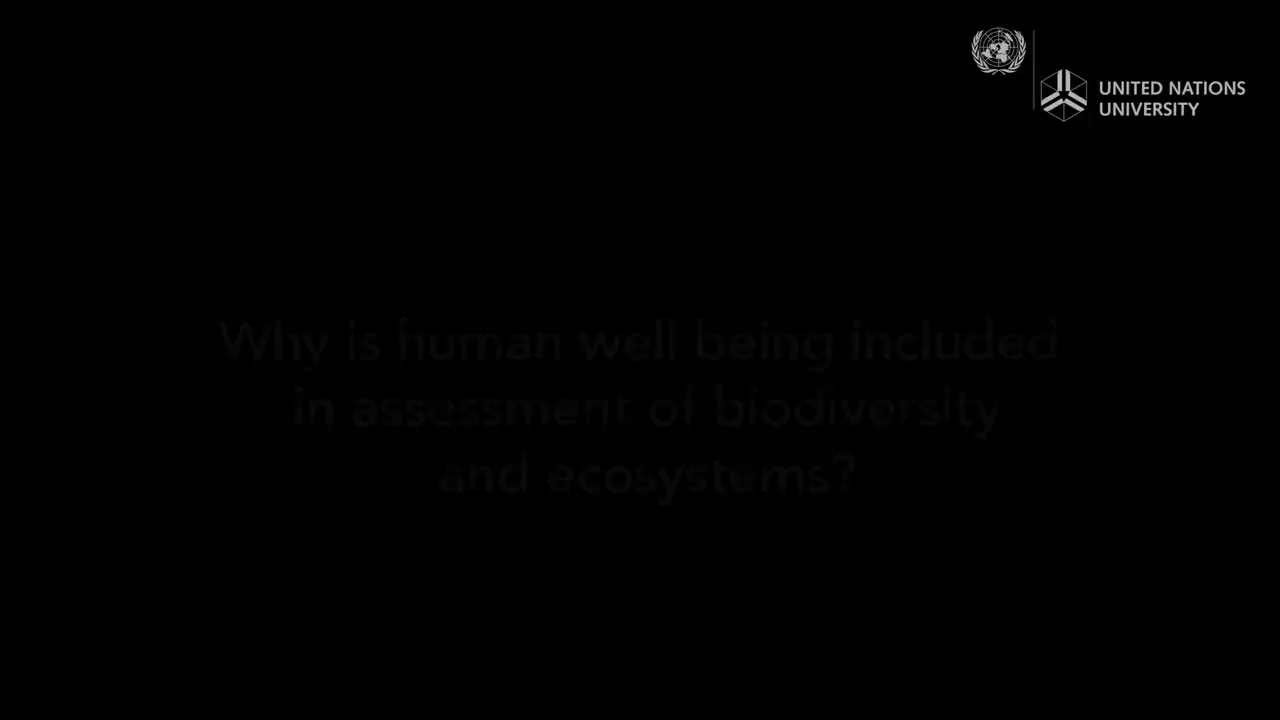 UNITED NATIONS
UNIVERSITY
Why is human well being included
in assessment of biodiversity
and ecosystems?